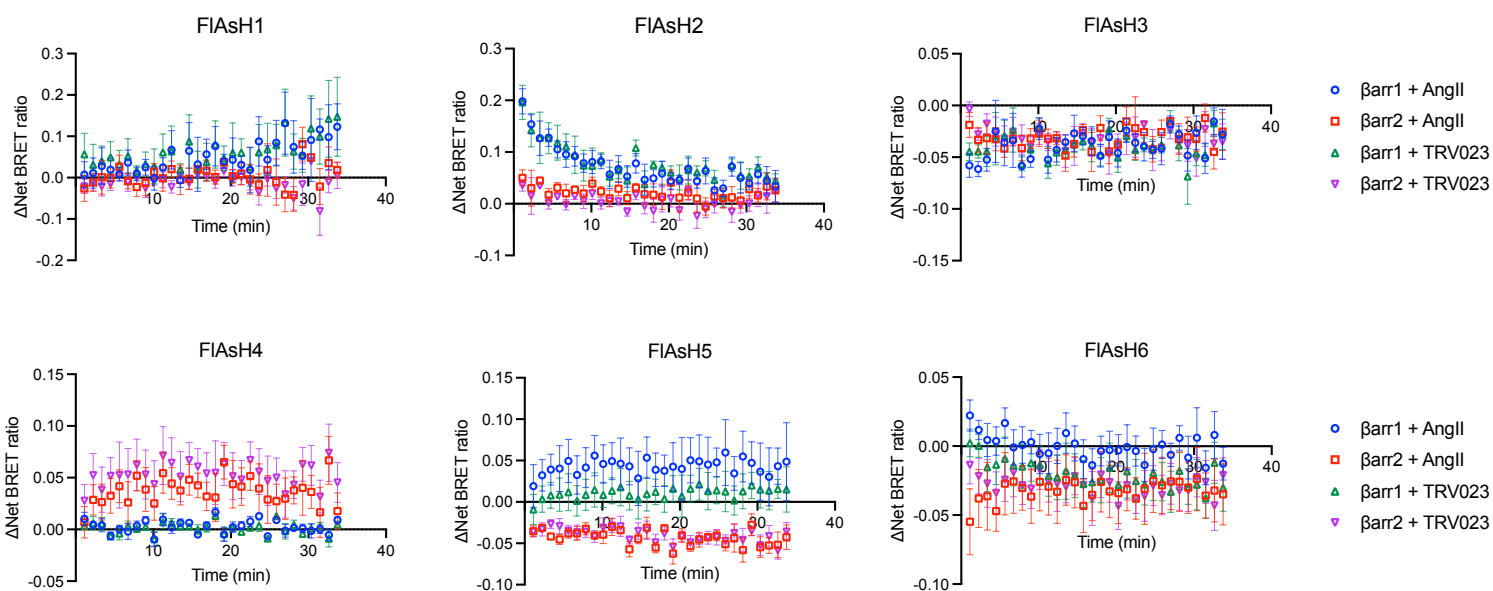 FlAsH1
FlAsH2
FlAsH3
0.3
0.2
0.1
0.0
-0.1
-0.2
ΔNet BRET ratio
10
20
30
40
Time (min)
0.3
0.2
0.1
0.0
-0.1
ΔNet BRET ratio
10
20
30
40
Time (min)
0.05
0.00
-0.05
-0.10
-0.15
ΔNet BRET ratio
10
20
30
40
Time (min)
βarr1 + AngII
βarr2 + AngII
βarr1 + TRV023
βarr2 + TRV023
FlAsH4
FlAsH5
FlAsH6
0.15
0.10
0.05
0.00
-0.05
ΔNet BRET ratio
10
20
30
40
Time (min)
0.15
0.10
0.05
0.00
-0.05
-0.10
ΔNet BRET ratio
10
20
30
40
Time (min)
0.05
0.00
-0.05
-0.10
ΔNet BRET ratio
10
20
30
40
Time (min)
βarr1 + AngII
βarr2 + AngII
βarr1 + TRV023
βarr2 + TRV023